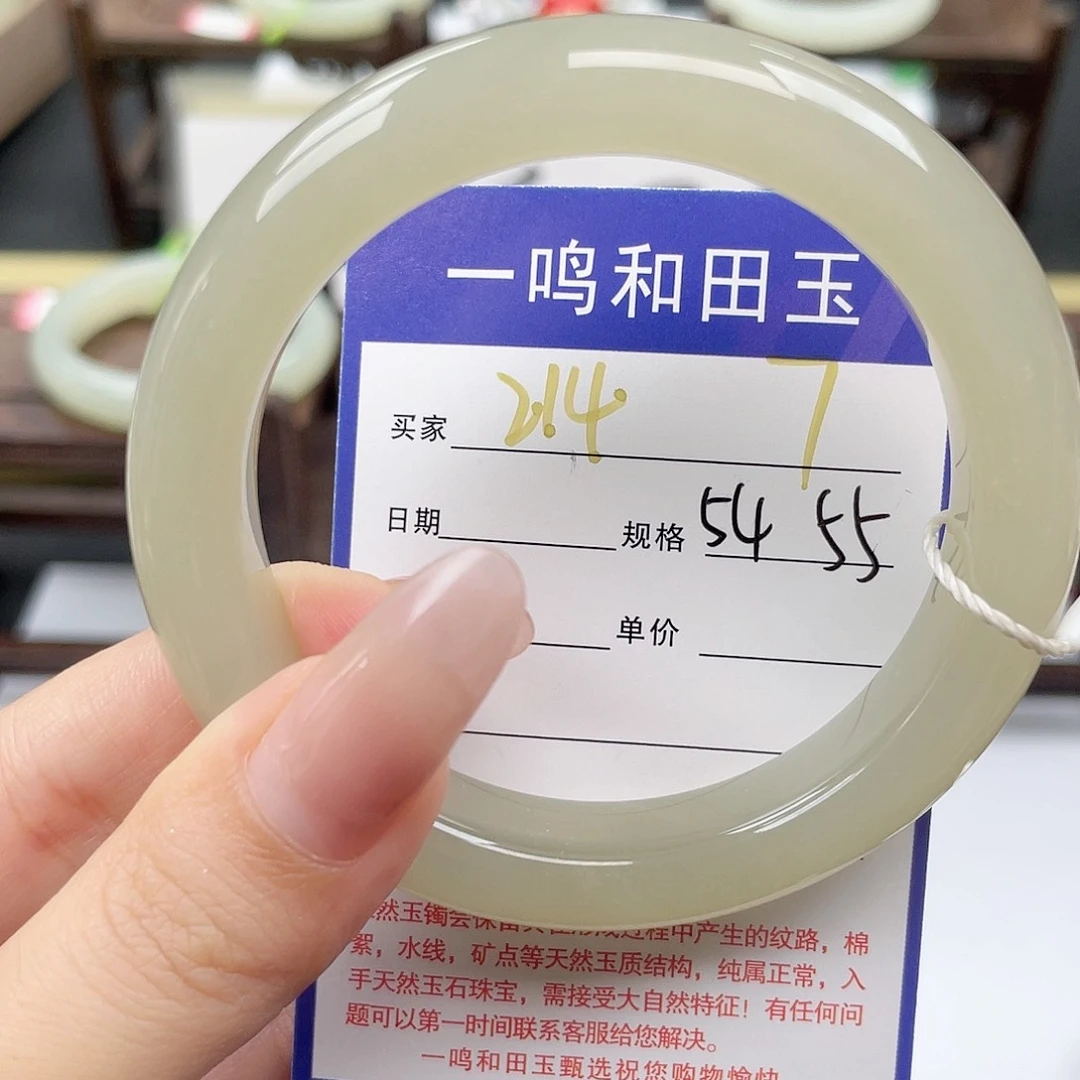 一鸣和田玉
买家 214 7
日期 规格 54 55
单价
然玉镯会保留其在形成过程中产生的纹路，棉
絮，水线，矿点等天然玉质结构，纯属正常，入
手天然玉石珠宝，需接受大自然特征！有任何问
题可以第一时间联系客服给您解决。
一鸣和田玉甄选祝您购物愉快